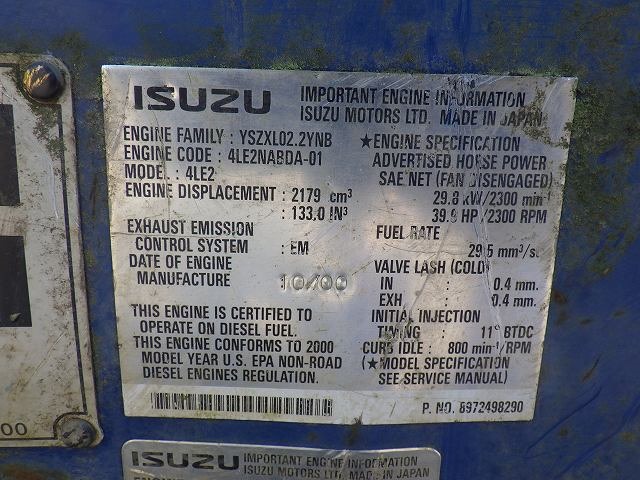 ISUZU IMPORTANT ENGINE INFORMATION
ISUZU MOTORS LTD. MADE IN JAPAN
ENGINE FAMILY : YSZXL02.2YNB
ENGINE CODE : 4LE2NABDA-01
MODEL : 4LE2
ENGINE DISPLACEMENT : 2179 cm³
: 133.0 IN³
EXHAUST EMISSION
CONTROL SYSTEM : EM
DATE OF ENGINE
MANUFACTURE 10/00
THIS ENGINE IS CERTIFIED TO
OPERATE ON DIESEL FUEL.
THIS ENGINE CONFORMS TO 2000
MODEL YEAR U.S. EPA NON-ROAD
DIESEL ENGINES REGULATION.
★ENGINE SPECIFICATION
ADVERTISED HORSE POWER
SAE NET (FAN DISENGAGED)
29.8 kW/2300 min⁻¹
39.9 HP/2300 RPM
FUEL RATE
29.5 mm³/st
VALVE LASH (COLD)
IN : 0.4 mm.
EXH : 0.4 mm.
INITIAL INJECTION
TIMING : 11° BTDC
CURB IDLE : 800 min⁻¹/RPM
(★MODEL SPECIFICATION
SEE SERVICE MANUAL)
P. NO. 8972498290
00
ISUZU IMPORTANT ENGINE INFORMATION
ISUZU MOTORS LTD. MADE IN JAPAN